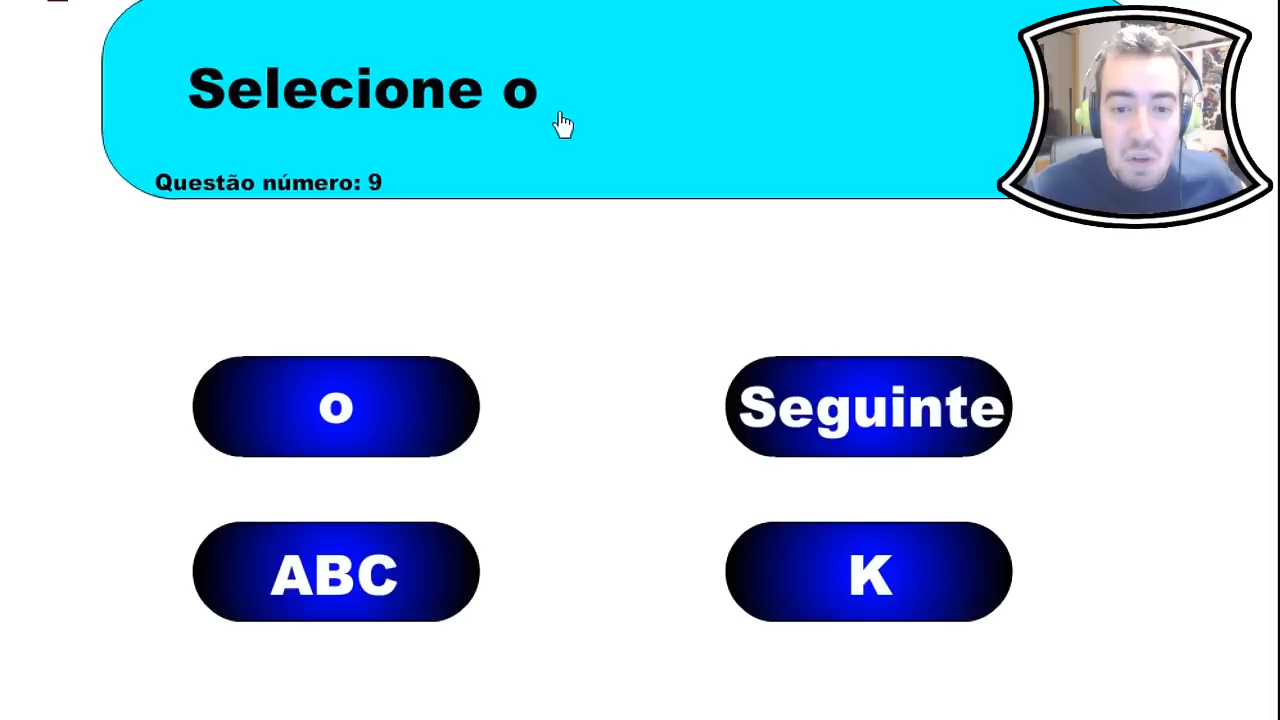 Selecione o
Questão número: 9
o
Seguinte
ABC
K